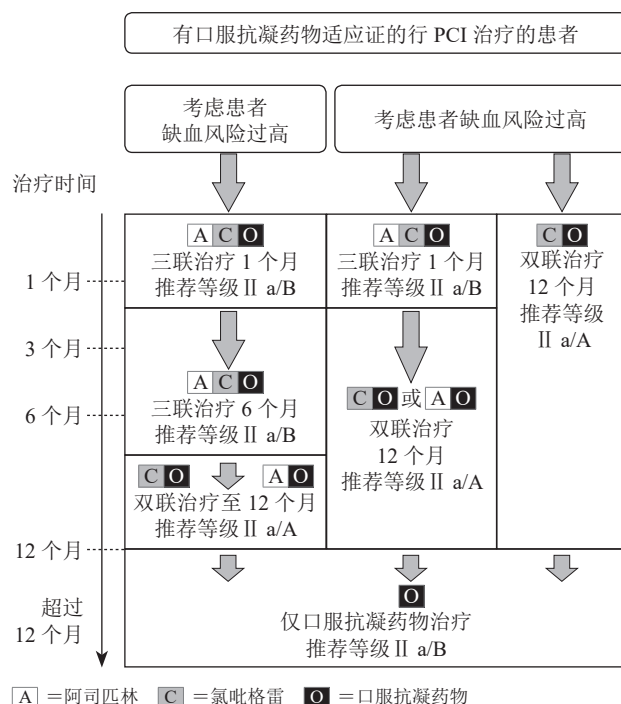 有口服抗凝药物适应证的行 PCI 治疗的患者
考虑患者
缺血风险过高
考虑患者缺血风险过高
治疗时间
A C O
三联治疗 1 个月
推荐等级Ⅱ a/B
A C O
三联治疗 1 个月
推荐等级Ⅱ a/B
C O
双联治疗
12 个月
推荐等级
Ⅱ a/A
1 个月
3 个月
6 个月
A C O
三联治疗 6 个月
推荐等级Ⅱ a/B
C O 或 A O
双联治疗
12 个月
推荐等级Ⅱ a/A
C O A O
双联治疗至 12 个月
推荐等级Ⅱ a/A
12 个月
超过
12 个月
O
仅口服抗凝药物治疗
推荐等级Ⅱ a/B
A =阿司匹林 C =氯吡格雷 O =口服抗凝药物